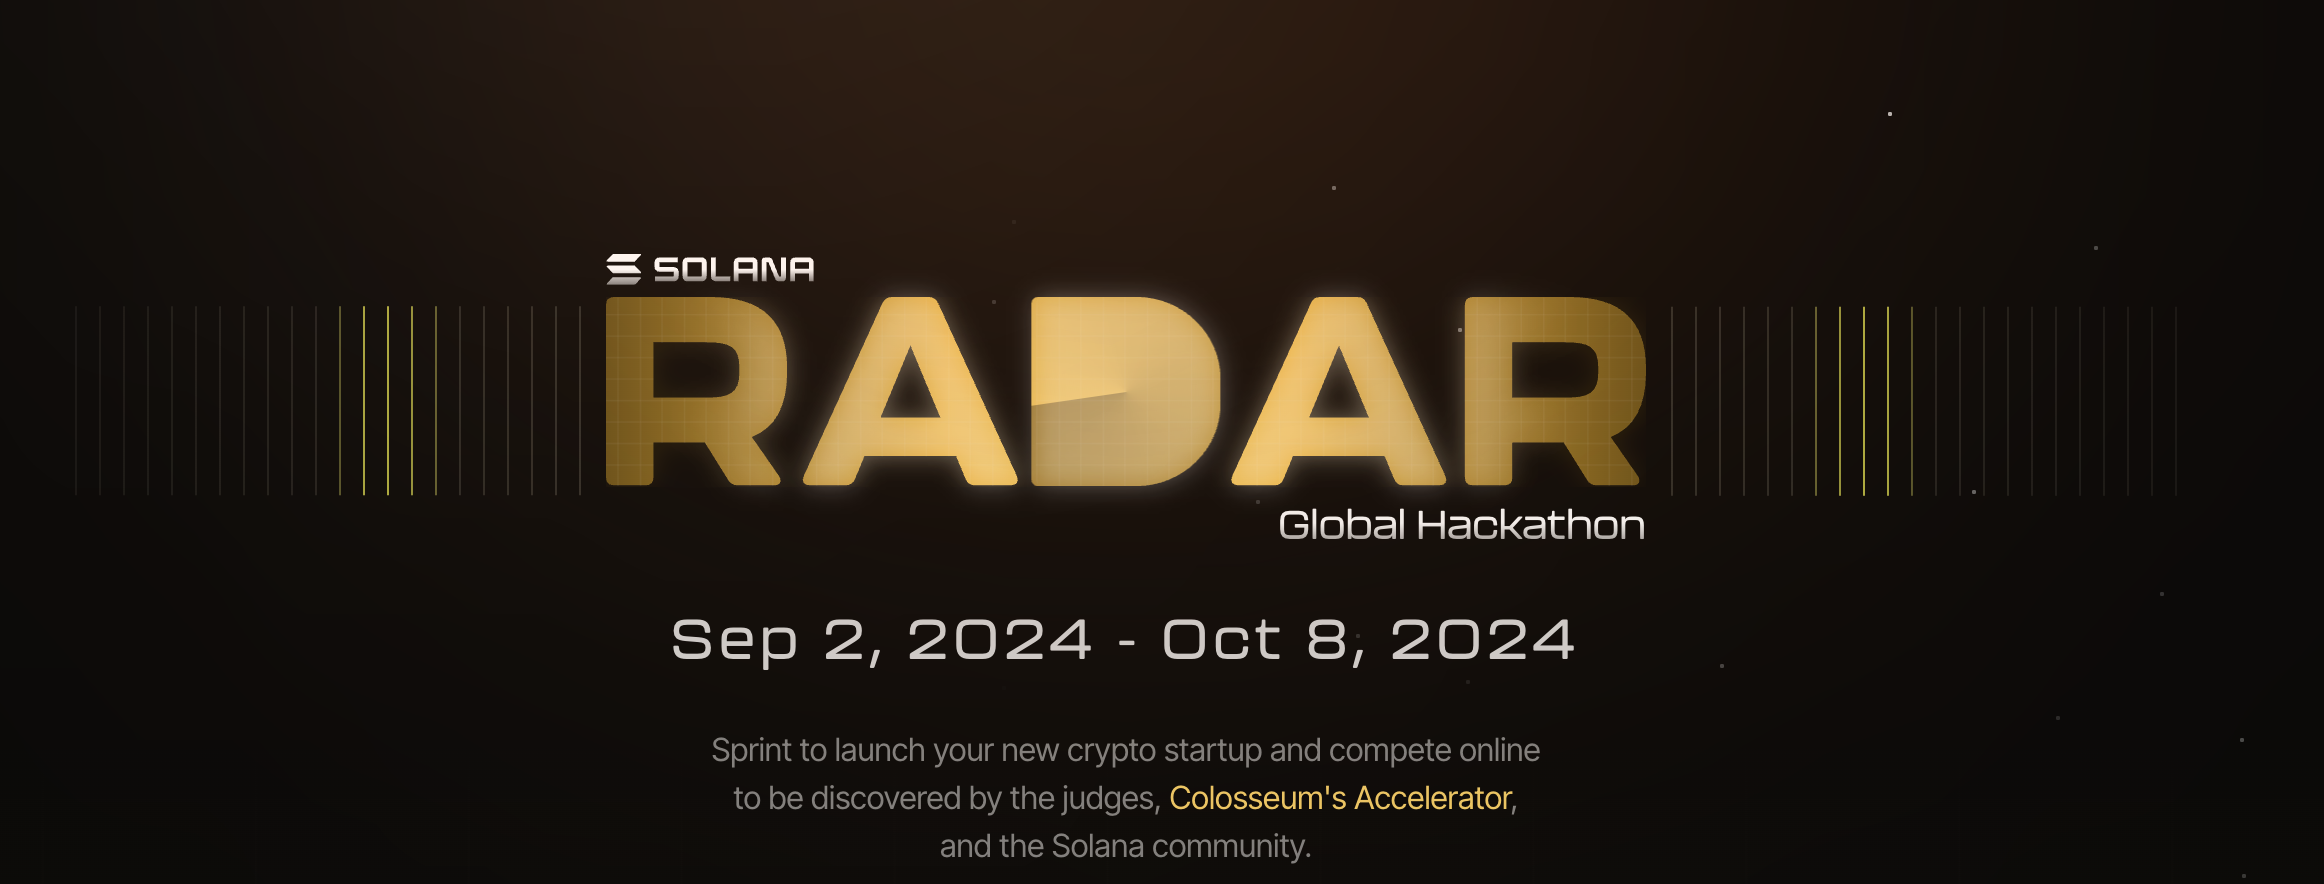 SOLANA
RADAR
Global Hackathon
Sep 2, 2024 - Oct 8, 2024
Sprint to launch your new crypto startup and compete online
to be discovered by the judges, Colosseum's Accelerator,
and the Solana community.